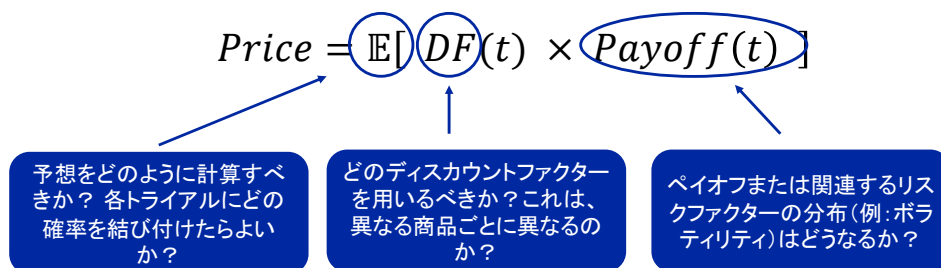 Price = 𝔼[ DF(t) × Payoff(t) ]
予想をどのように計算すべ
きか？ 各トライアルにどの
確率を結び付けたらよい
か？
どのディスカウントファクター
を用いるべきか？これは、
異なる商品ごとに異なるの
か？
ペイオフまたは関連するリス
クファクターの分布（例：ボラ
ティリティ）はどうなるか？